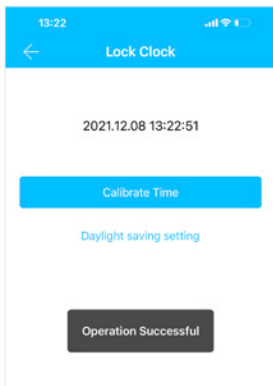 13:22
Lock Clock
2021.12.08 13:22:51
Calibrate Time
Daylight saving setting
Operation Successful